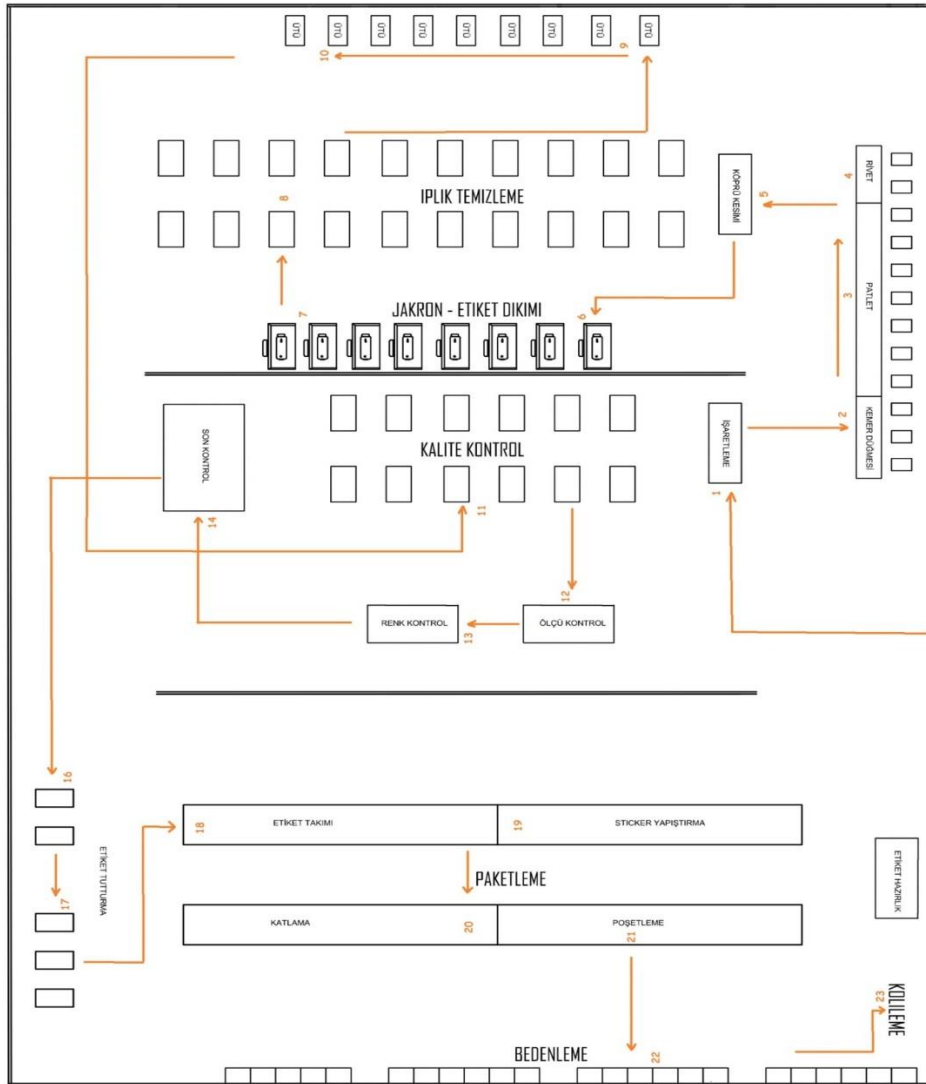 ÜTÜ ÜTÜ ÜTÜ ÜTÜ ÜTÜ ÜTÜ ÜTÜ ÜTÜ ÜTÜ
10
9
8
IPLIK TEMIZLEME
KÖPRÜ KESİMİ
5
4
RİVET
7
JAKRON - ETIKET DIKIMI
6
3
PATLET
SON KONTROL
KALITE KONTROL
İŞARETLEME
2
KEMER DÜĞMESİ
14
11
1
12
RENK KONTROL
13
ÖLÇÜ KONTROL
16
ETİKET TUTTURMA
17
18
ETİKET TAKIMI
19
STICKER YAPIŞTIRMA
PAKETLEME
ETİKET HAZIRLIK
KATLAMA
20
POŞETLEME
21
23
KOLILEME
BEDENLEME
22